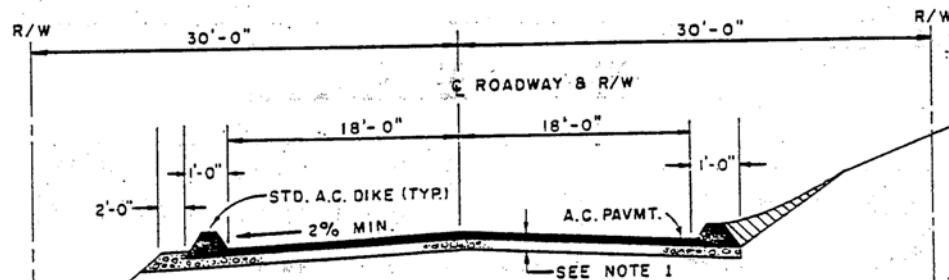 R/W
R/W
30'-0" 30'-0"
℄ ROADWAY & R/W
18'-0" 18'-0"
1'-0" 1'-0"
2'-0"
STD. A.C. DIKE (TYP.)
2% MIN.
A.C. PAVMT.
SEE NOTE 1